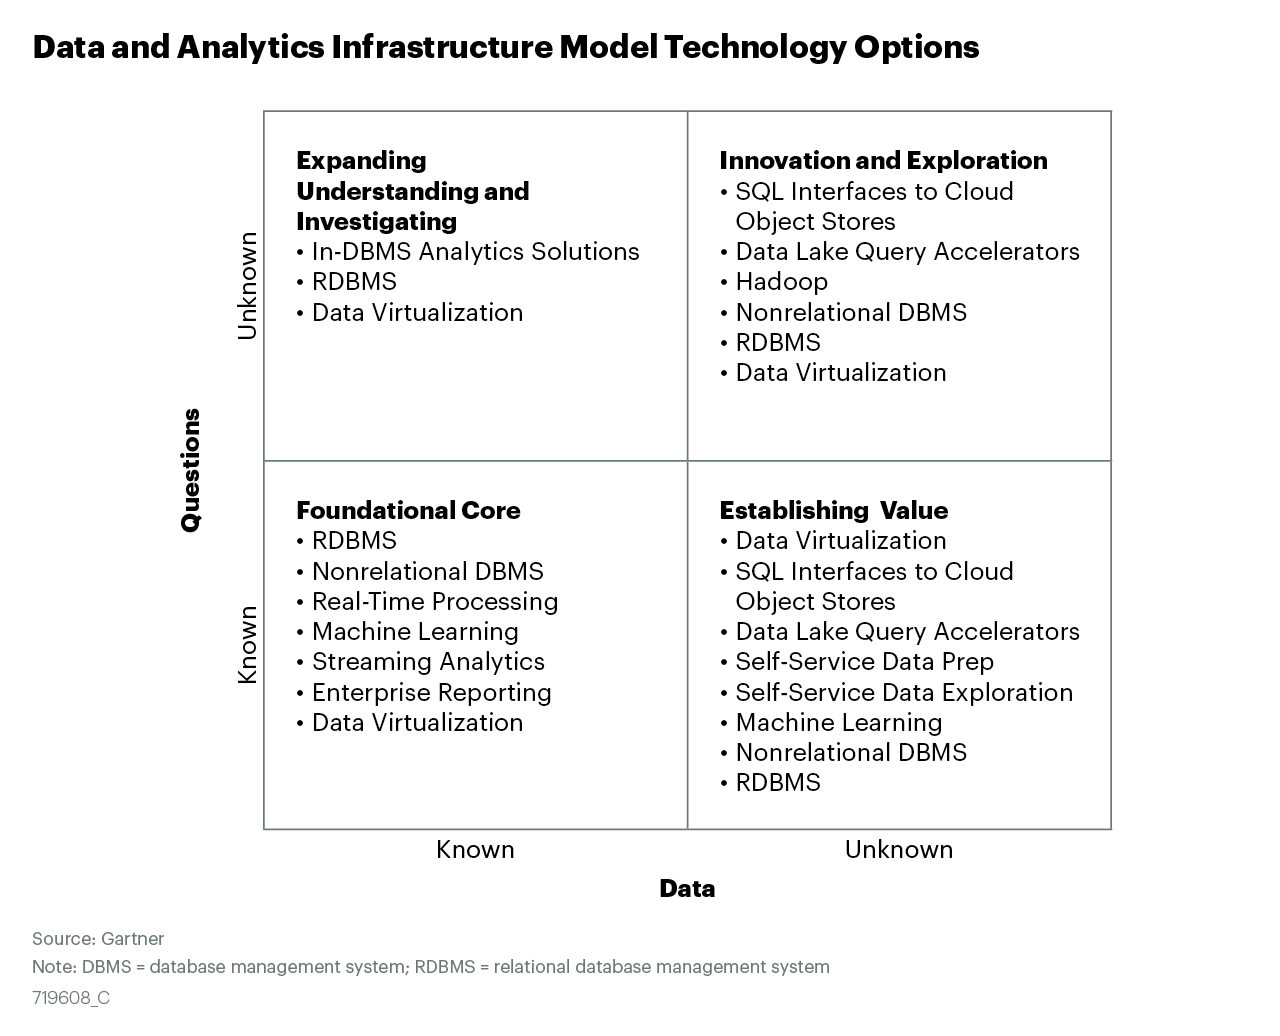 Data and Analytics Infrastructure Model Technology Options
Expanding
Understanding and
Investigating
• In-DBMS Analytics Solutions
• RDBMS
• Data Virtualization
Innovation and Exploration
• SQL Interfaces to Cloud
Object Stores
• Data Lake Query Accelerators
• Hadoop
• Nonrelational DBMS
• RDBMS
• Data Virtualization
Unknown
Questions
Known
Foundational Core
• RDBMS
• Nonrelational DBMS
• Real-Time Processing
• Machine Learning
• Streaming Analytics
• Enterprise Reporting
• Data Virtualization
Establishing Value
• Data Virtualization
• SQL Interfaces to Cloud
Object Stores
• Data Lake Query Accelerators
• Self-Service Data Prep
• Self-Service Data Exploration
• Machine Learning
• Nonrelational DBMS
• RDBMS
Known
Unknown
Data
Source: Gartner
Note: DBMS = database management system; RDBMS = relational database management system
719608_C